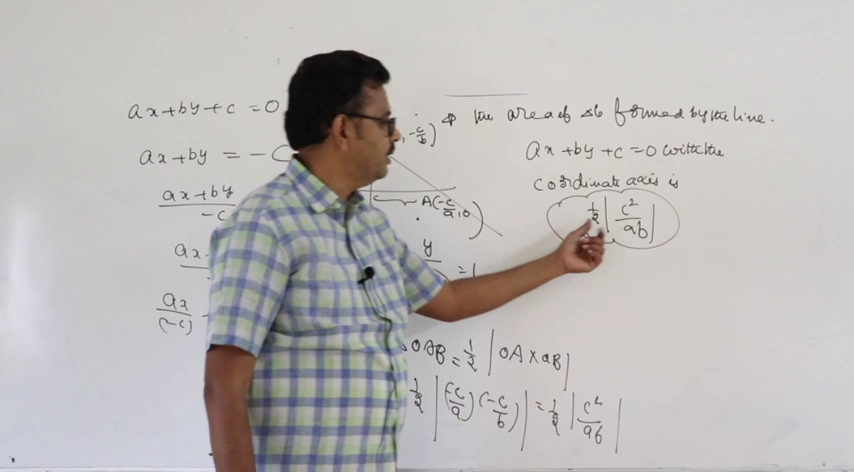 ax+by+c=0
ax+by = -c
ax+by/-c
ax
ax/(-c)
, -c/b)
A(-c/a, 0)
y/ =1
OAB = 1/2 |OA×OB|
1/2 |(-c/a)(-c/b)| = 1/2 |c²/ab|
the area of Δle formed by the line.
ax+by+c=0 with the
coordinate axis is
1/2 |c²/ab|